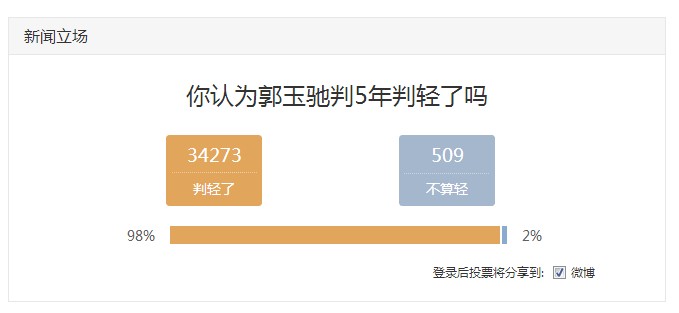 新闻立场
你认为郭玉驰判5年判轻了吗
34273
判轻了
509
不算轻
98%
2%
登录后投票将分享到: 微博